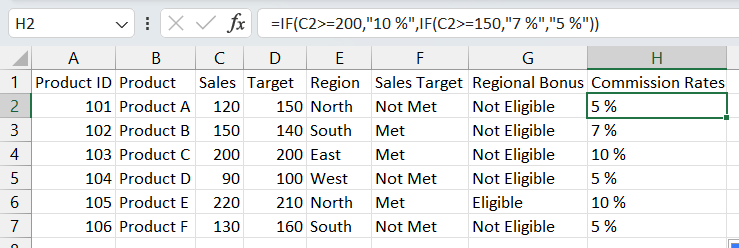 H2 fx =IF(C2>=200,"10 %",IF(C2>=150,"7 %","5 %"))
A B C D E F G H
1 Product ID Product Sales Target Region Sales Target Regional Bonus Commission Rates
2 101 Product A 120 150 North Not Met Not Eligible 5 %
3 102 Product B 150 140 South Met Not Eligible 7 %
4 103 Product C 200 200 East Met Not Eligible 10 %
5 104 Product D 90 100 West Not Met Not Eligible 5 %
6 105 Product E 220 210 North Met Eligible 10 %
7 106 Product F 130 160 South Not Met Not Eligible 5 %